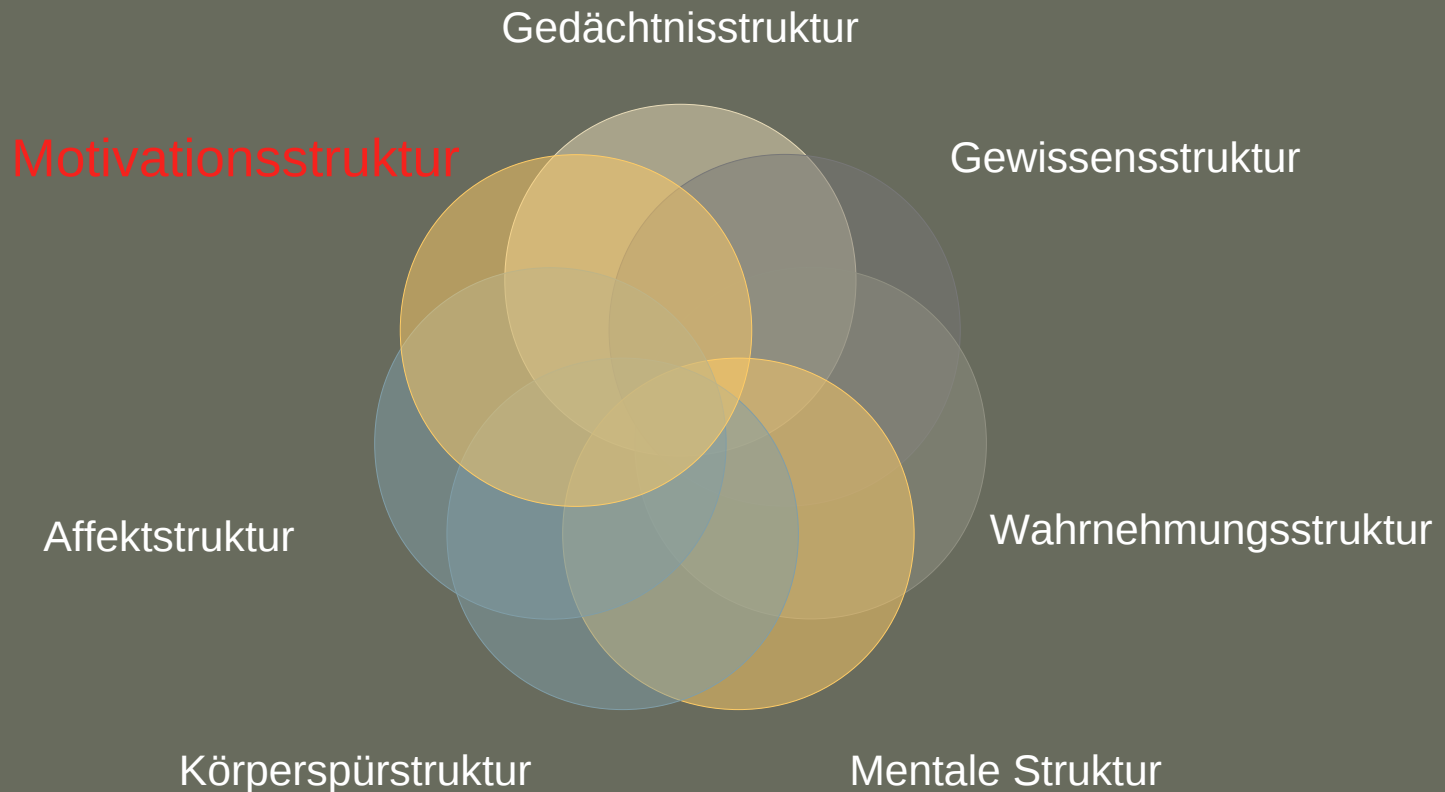 Gedächtnisstruktur
Motivationsstruktur
Gewissensstruktur
Affektstruktur
Wahrnehmungsstruktur
Körperspürstruktur
Mentale Struktur